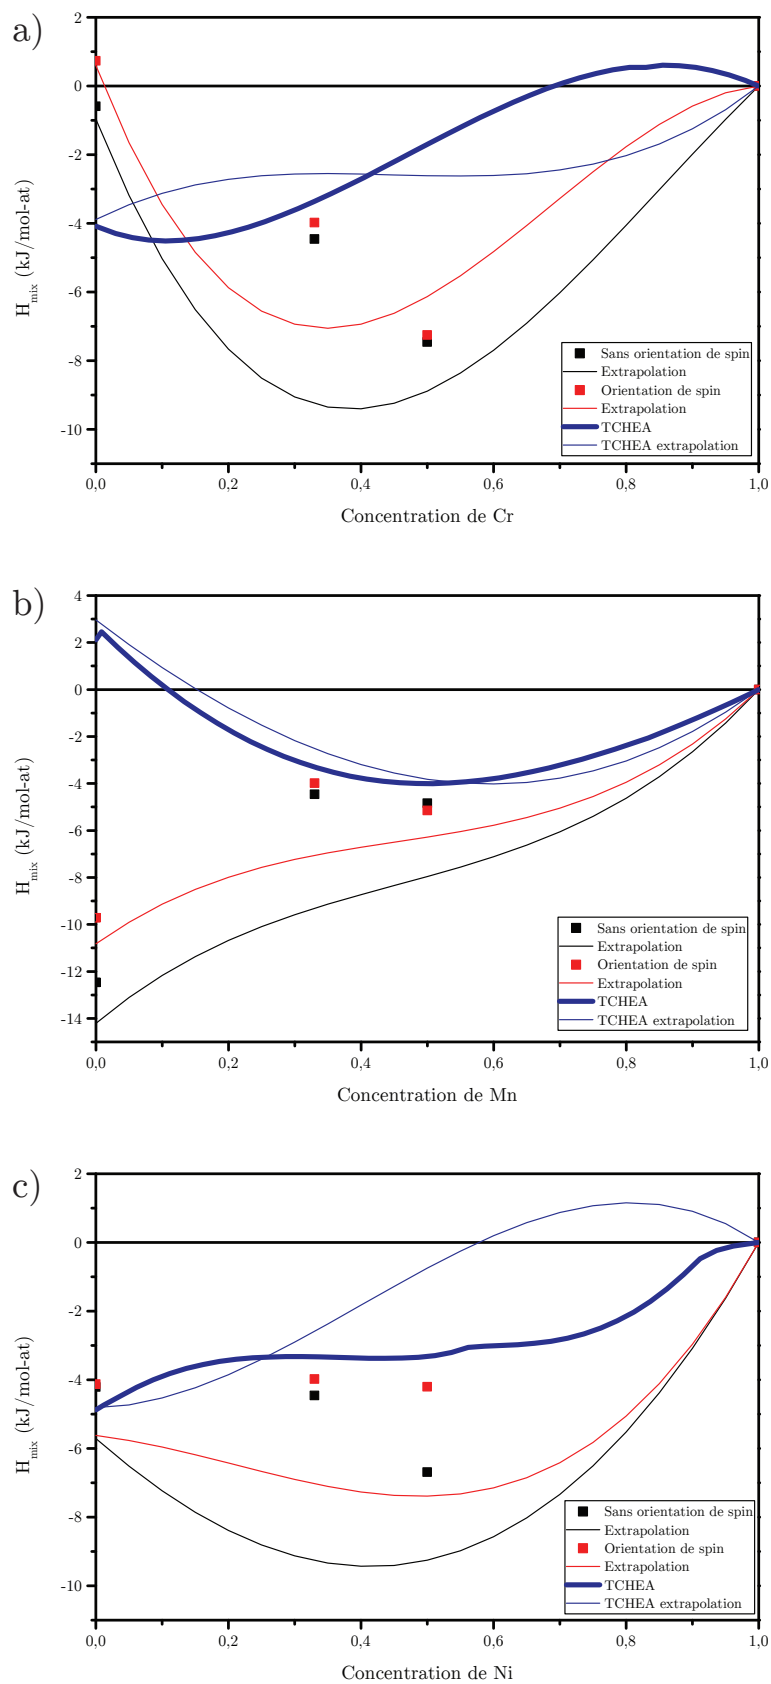 a)
2
0
-2
-4
-6
-8
-10
H_mix (kJ/mol-at)
Sans orientation de spin
Extrapolation
Orientation de spin
Extrapolation
TCHEA
TCHEA extrapolation
0,0 0,2 0,4 0,6 0,8 1,0
Concentration de Cr
b)
4
2
0
-2
-4
-6
-8
-10
-12
-14
H_mix (kJ/mol-at)
Sans orientation de spin
Extrapolation
Orientation de spin
Extrapolation
TCHEA
TCHEA extrapolation
0,0 0,2 0,4 0,6 0,8 1,0
Concentration de Mn
c)
2
0
-2
-4
-6
-8
-10
H_mix (kJ/mol-at)
Sans orientation de spin
Extrapolation
Orientation de spin
Extrapolation
TCHEA
TCHEA extrapolation
0,0 0,2 0,4 0,6 0,8 1,0
Concentration de Ni